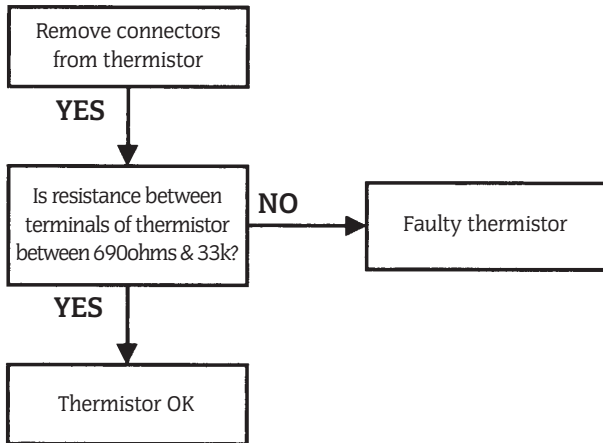 Remove connectors
from thermistor
YES
Is resistance between
terminals of thermistor
between 690ohms & 33k?
NO
Faulty thermistor
YES
Thermistor OK